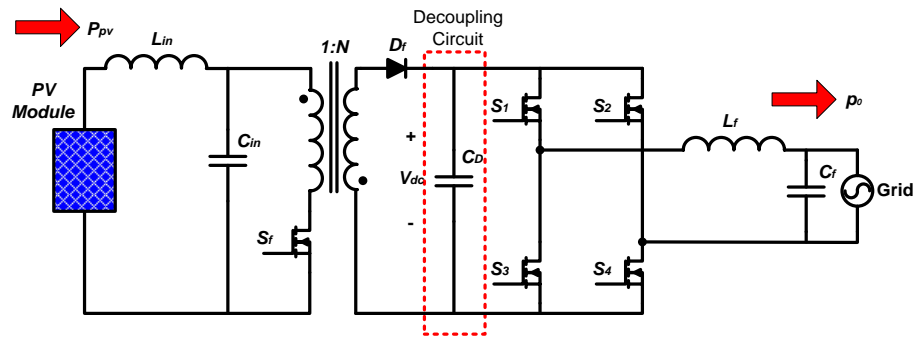 Decoupling
Circuit
Ppv
Lin
1:N
Df
PV
Module
Cin
Sf
+
Vdc
-
CD
S1
S2
S3
S4
Lf
po
Cf
Grid